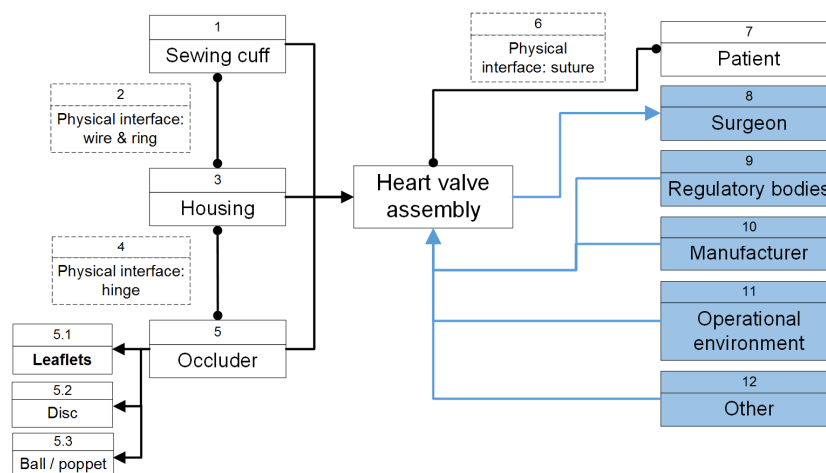 1
Sewing cuff
2
Physical interface:
wire & ring
3
Housing
4
Physical interface:
hinge
5
Occluder
5.1
Leaflets
5.2
Disc
5.3
Ball / poppet
Heart valve
assembly
6
Physical
interface: suture
7
Patient
8
Surgeon
9
Regulatory bodies
10
Manufacturer
11
Operational
environment
12
Other